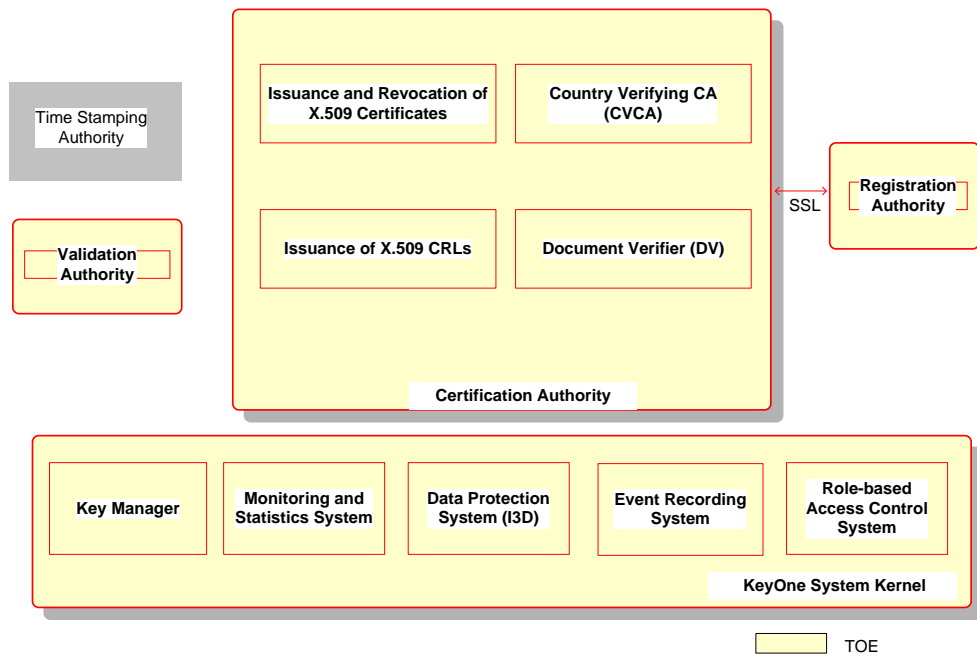 Issuance and Revocation of
X.509 Certificates
Country Verifying CA
(CVCA)
Time Stamping
Authority
Registration
Authority
SSL
Validation
Authority
Issuance of X.509 CRLs
Document Verifier (DV)
Certification Authority
Key Manager
Monitoring and
Statistics System
Data Protection
System (I3D)
Event Recording
System
Role-based
Access Control
System
KeyOne System Kernel
TOE